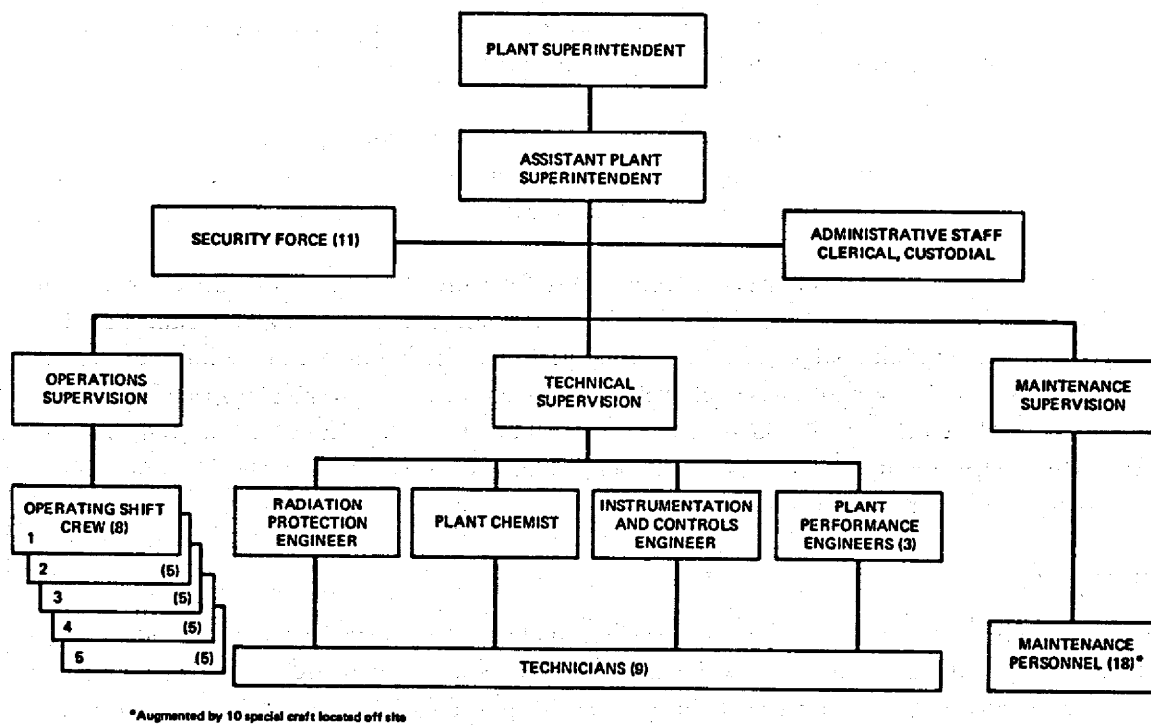 PLANT SUPERINTENDENT
ASSISTANT PLANT
SUPERINTENDENT
SECURITY FORCE (11)
ADMINISTRATIVE STAFF
CLERICAL, CUSTODIAL
OPERATIONS
SUPERVISION
TECHNICAL
SUPERVISION
MAINTENANCE
SUPERVISION
OPERATING SHIFT
CREW (8)
1
2 (5)
3 (5)
4 (5)
5 (5)
RADIATION
PROTECTION
ENGINEER
PLANT CHEMIST
INSTRUMENTATION
AND CONTROLS
ENGINEER
PLANT
PERFORMANCE
ENGINEERS (3)
TECHNICIANS (9)
MAINTENANCE
PERSONNEL (18)*
*Augmented by 10 special craft located off site